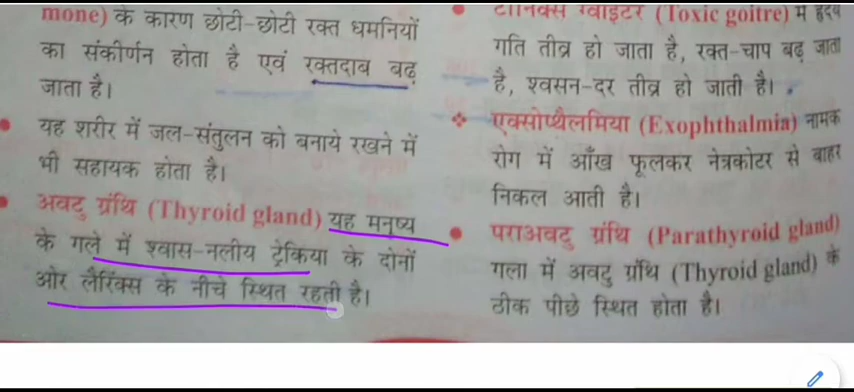 mone) के कारण छोटी-छोटी रक्त धमनियों
का संकीर्णन होता है एवं रक्तदाब बढ़
जाता है।
यह शरीर में जल-संतुलन को बनाये रखने में
भी सहायक होता है।
अवटु ग्रंथि (Thyroid gland) यह मनुष्य
के गले में श्वास-नलीय ट्रेकिया के दोनों
ओर लैरिंक्स के नीचे स्थित रहती है।
टॉक्सिक ग्वाइटर (Toxic goitre) में हृदय
गति तीव्र हो जाता है, रक्त-चाप बढ़ जाता
है, श्वसन-दर तीव्र हो जाती है।
एक्सोप्थैलमिया (Exophthalmia) नामक
रोग में आँख फूलकर नेत्रकोटर से बाहर
निकल आती है।
पराअवटु ग्रंथि (Parathyroid gland)
गला में अवटु ग्रंथि (Thyroid gland) के
ठीक पीछे स्थित होता है।